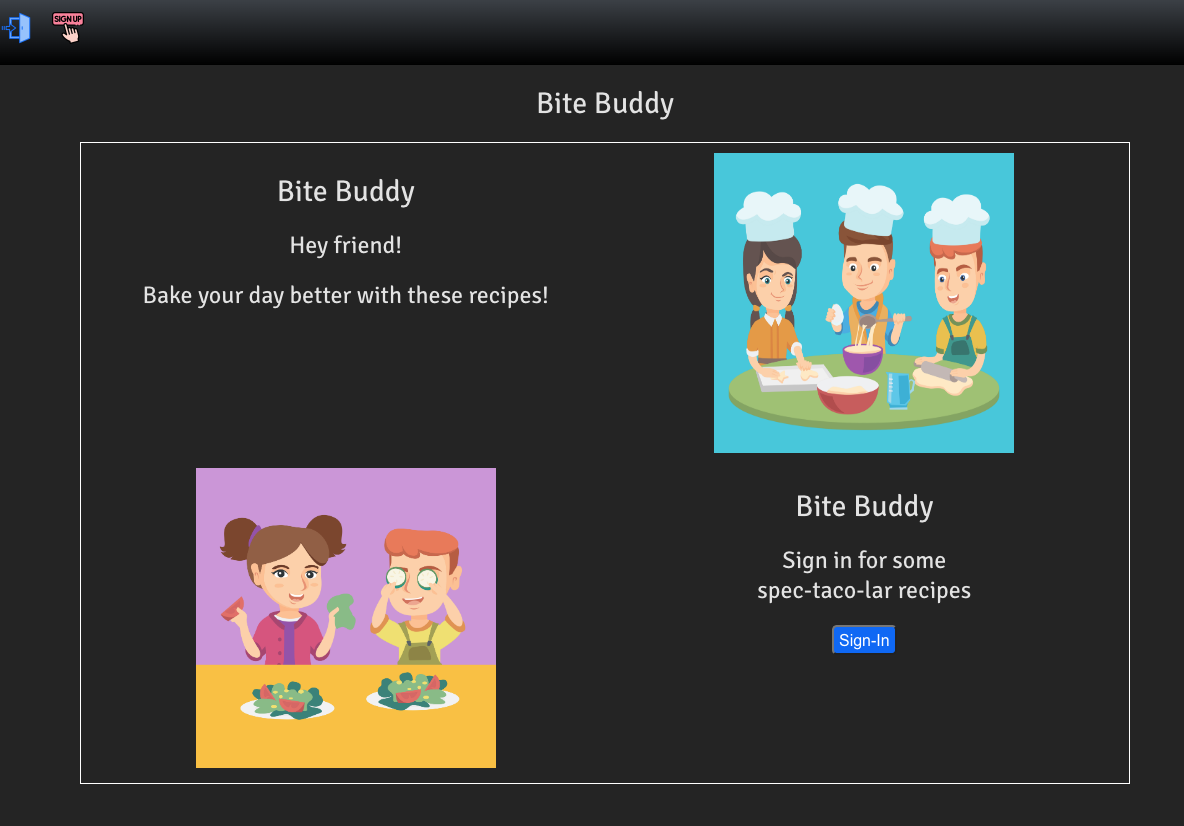 SIGN UP
Bite Buddy
Bite Buddy
Hey friend!
Bake your day better with these recipes!
Bite Buddy
Sign in for some
spec-taco-lar recipes
Sign-In